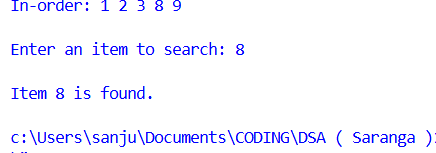 In-order: 1 2 3 8 9
Enter an item to search: 8
Item 8 is found.
c:\Users\sanju\Documents\CODING\DSA ( Saranga )